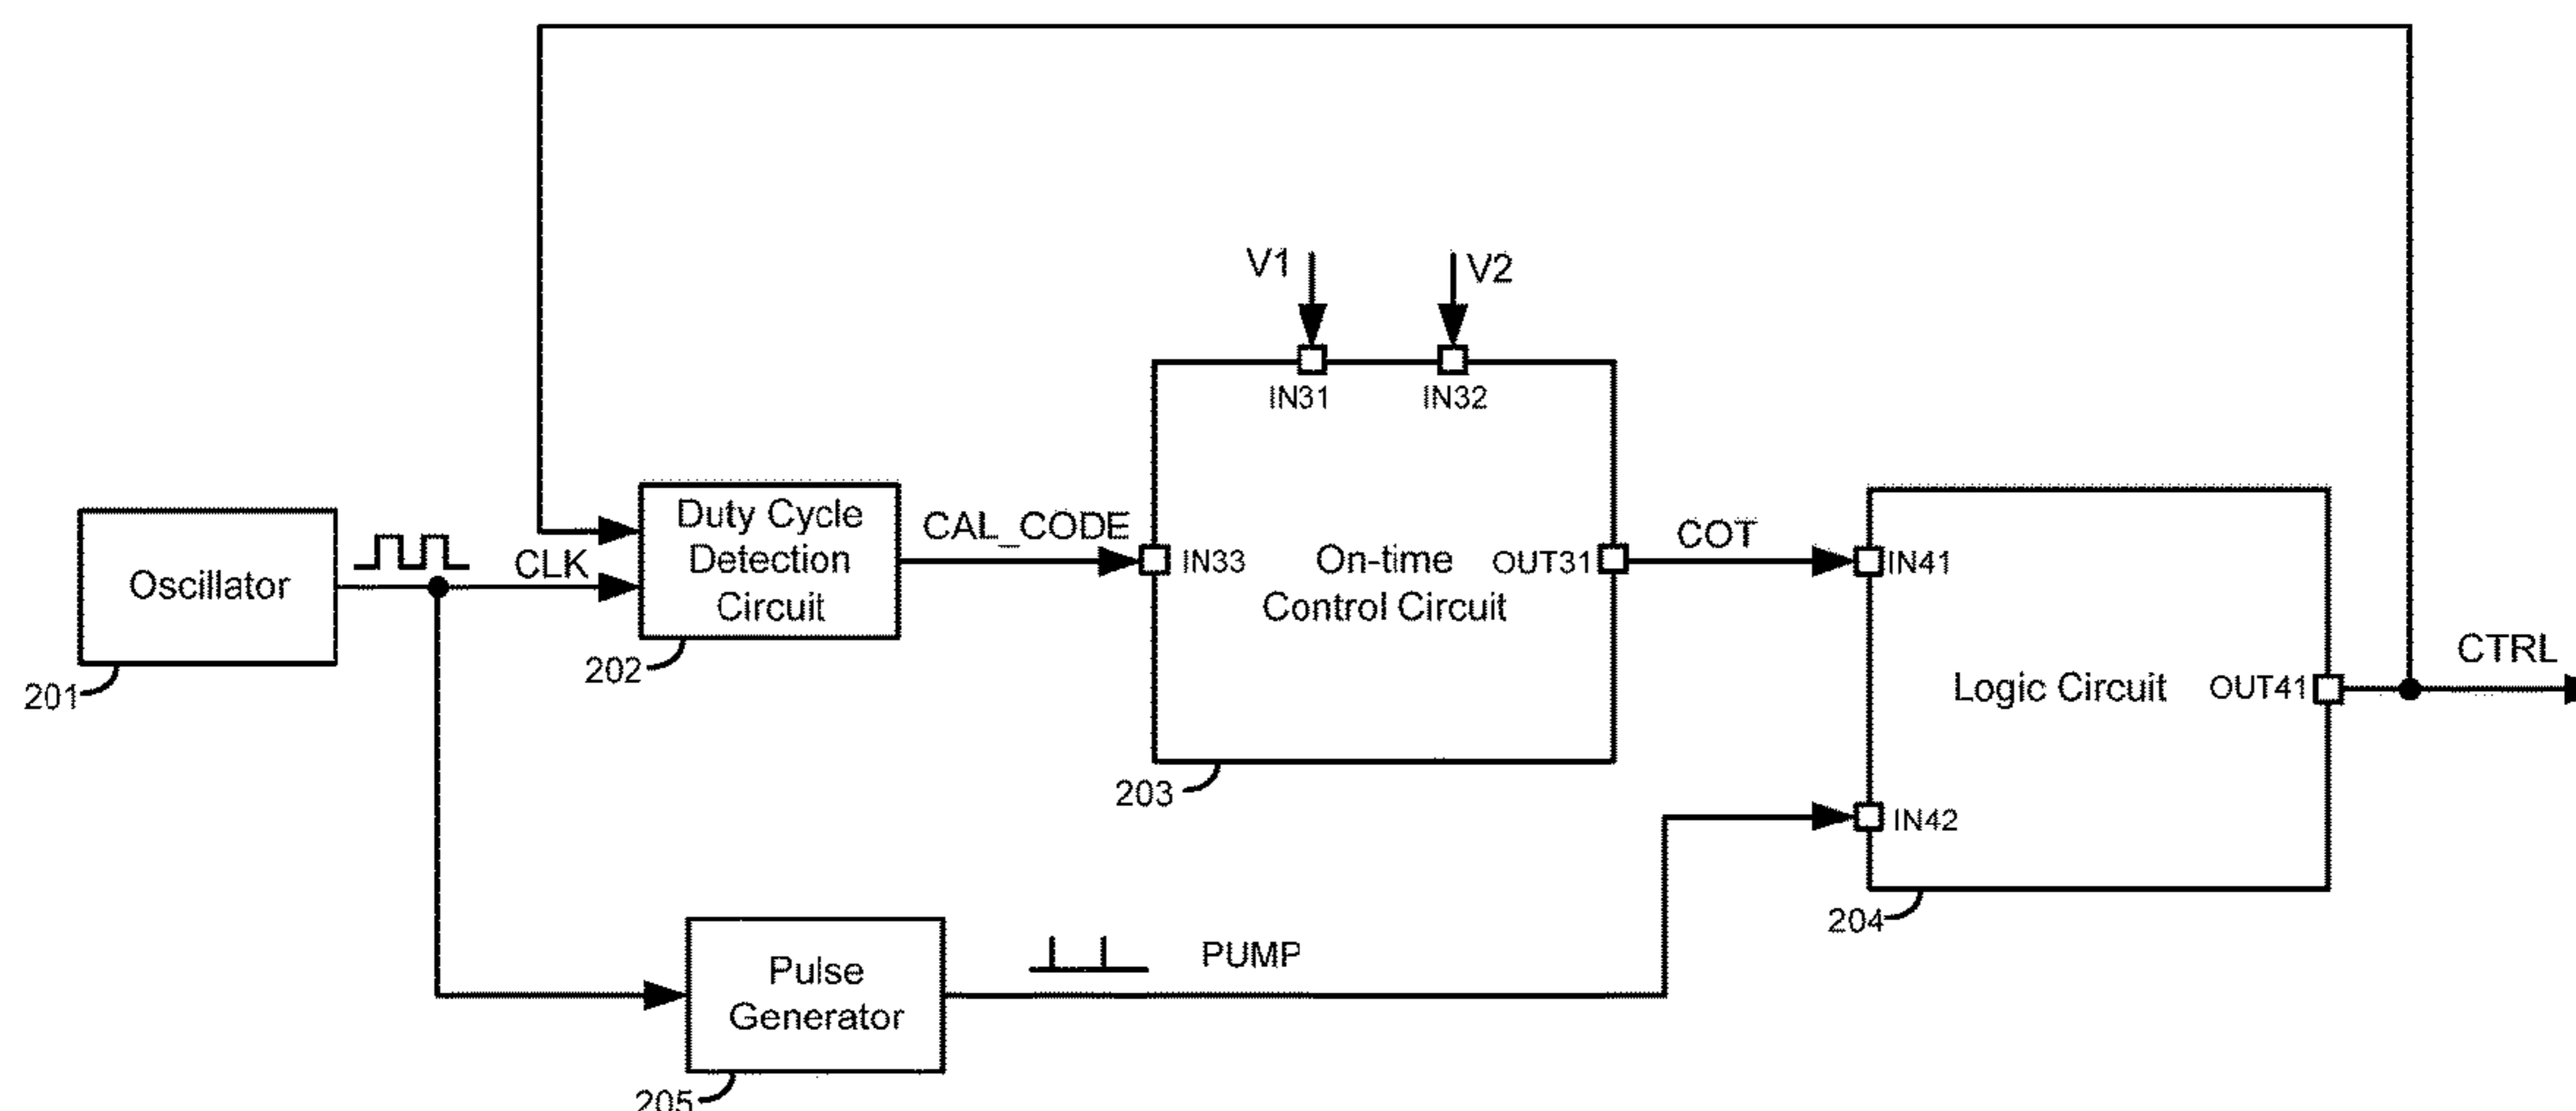 V1
V2
IN31
IN32
Oscillator
CLK
Duty Cycle
Detection
Circuit
CAL_CODE
IN33
On-time
Control Circuit
OUT31
COT
IN41
Logic Circuit
OUT41
CTRL
IN42
201
202
203
204
Pulse
Generator
PUMP
205